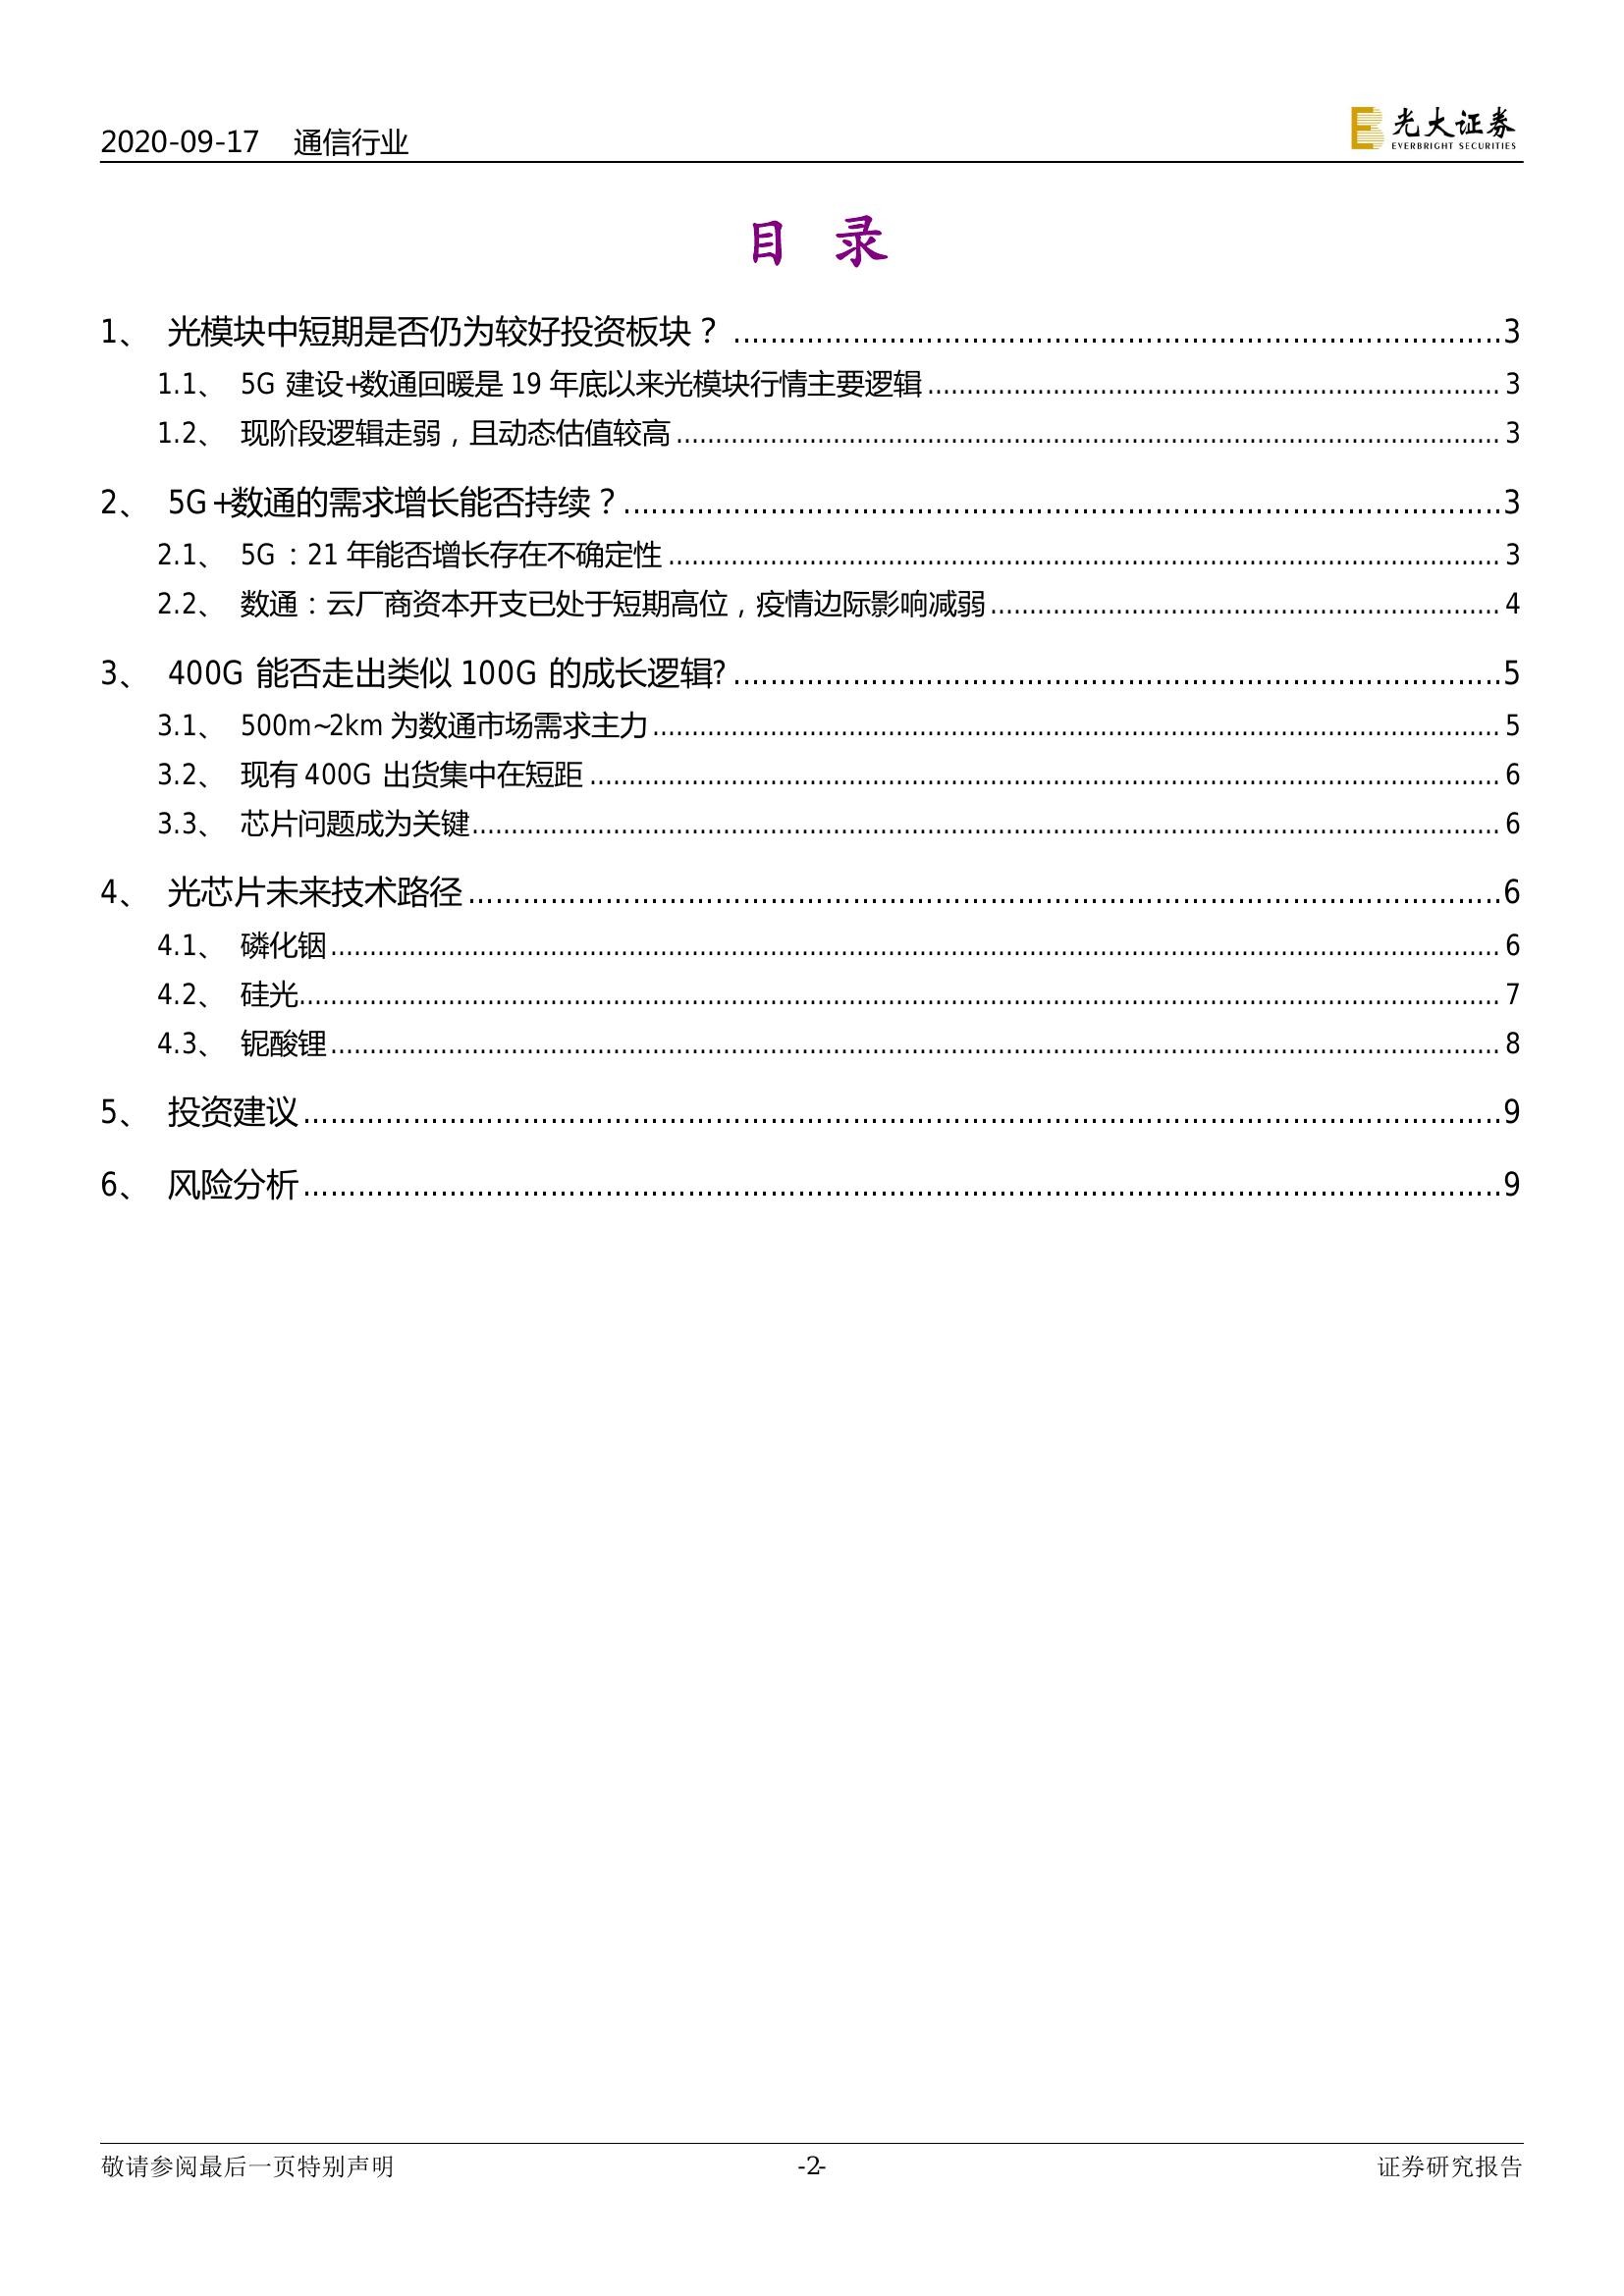 2020-09-17 通信行业
光大证券
EVERBRIGHT SECURITIES
目 录
1、 光模块中短期是否仍为较好投资板块？ 3
1.1、 5G 建设+数通回暖是 19 年底以来光模块行情主要逻辑 3
1.2、 现阶段逻辑走弱，且动态估值较高 3
2、 5G+数通的需求增长能否持续？ 3
2.1、 5G：21 年能否增长存在不确定性 3
2.2、 数通：云厂商资本开支已处于短期高位，疫情边际影响减弱 4
3、 400G 能否走出类似 100G 的成长逻辑? 5
3.1、 500m~2km 为数通市场需求主力 5
3.2、 现有 400G 出货集中在短距 6
3.3、 芯片问题成为关键 6
4、 光芯片未来技术路径 6
4.1、 磷化铟 6
4.2、 硅光 7
4.3、 铌酸锂 8
5、 投资建议 9
6、 风险分析 9
敬请参阅最后一页特别声明 -2- 证券研究报告